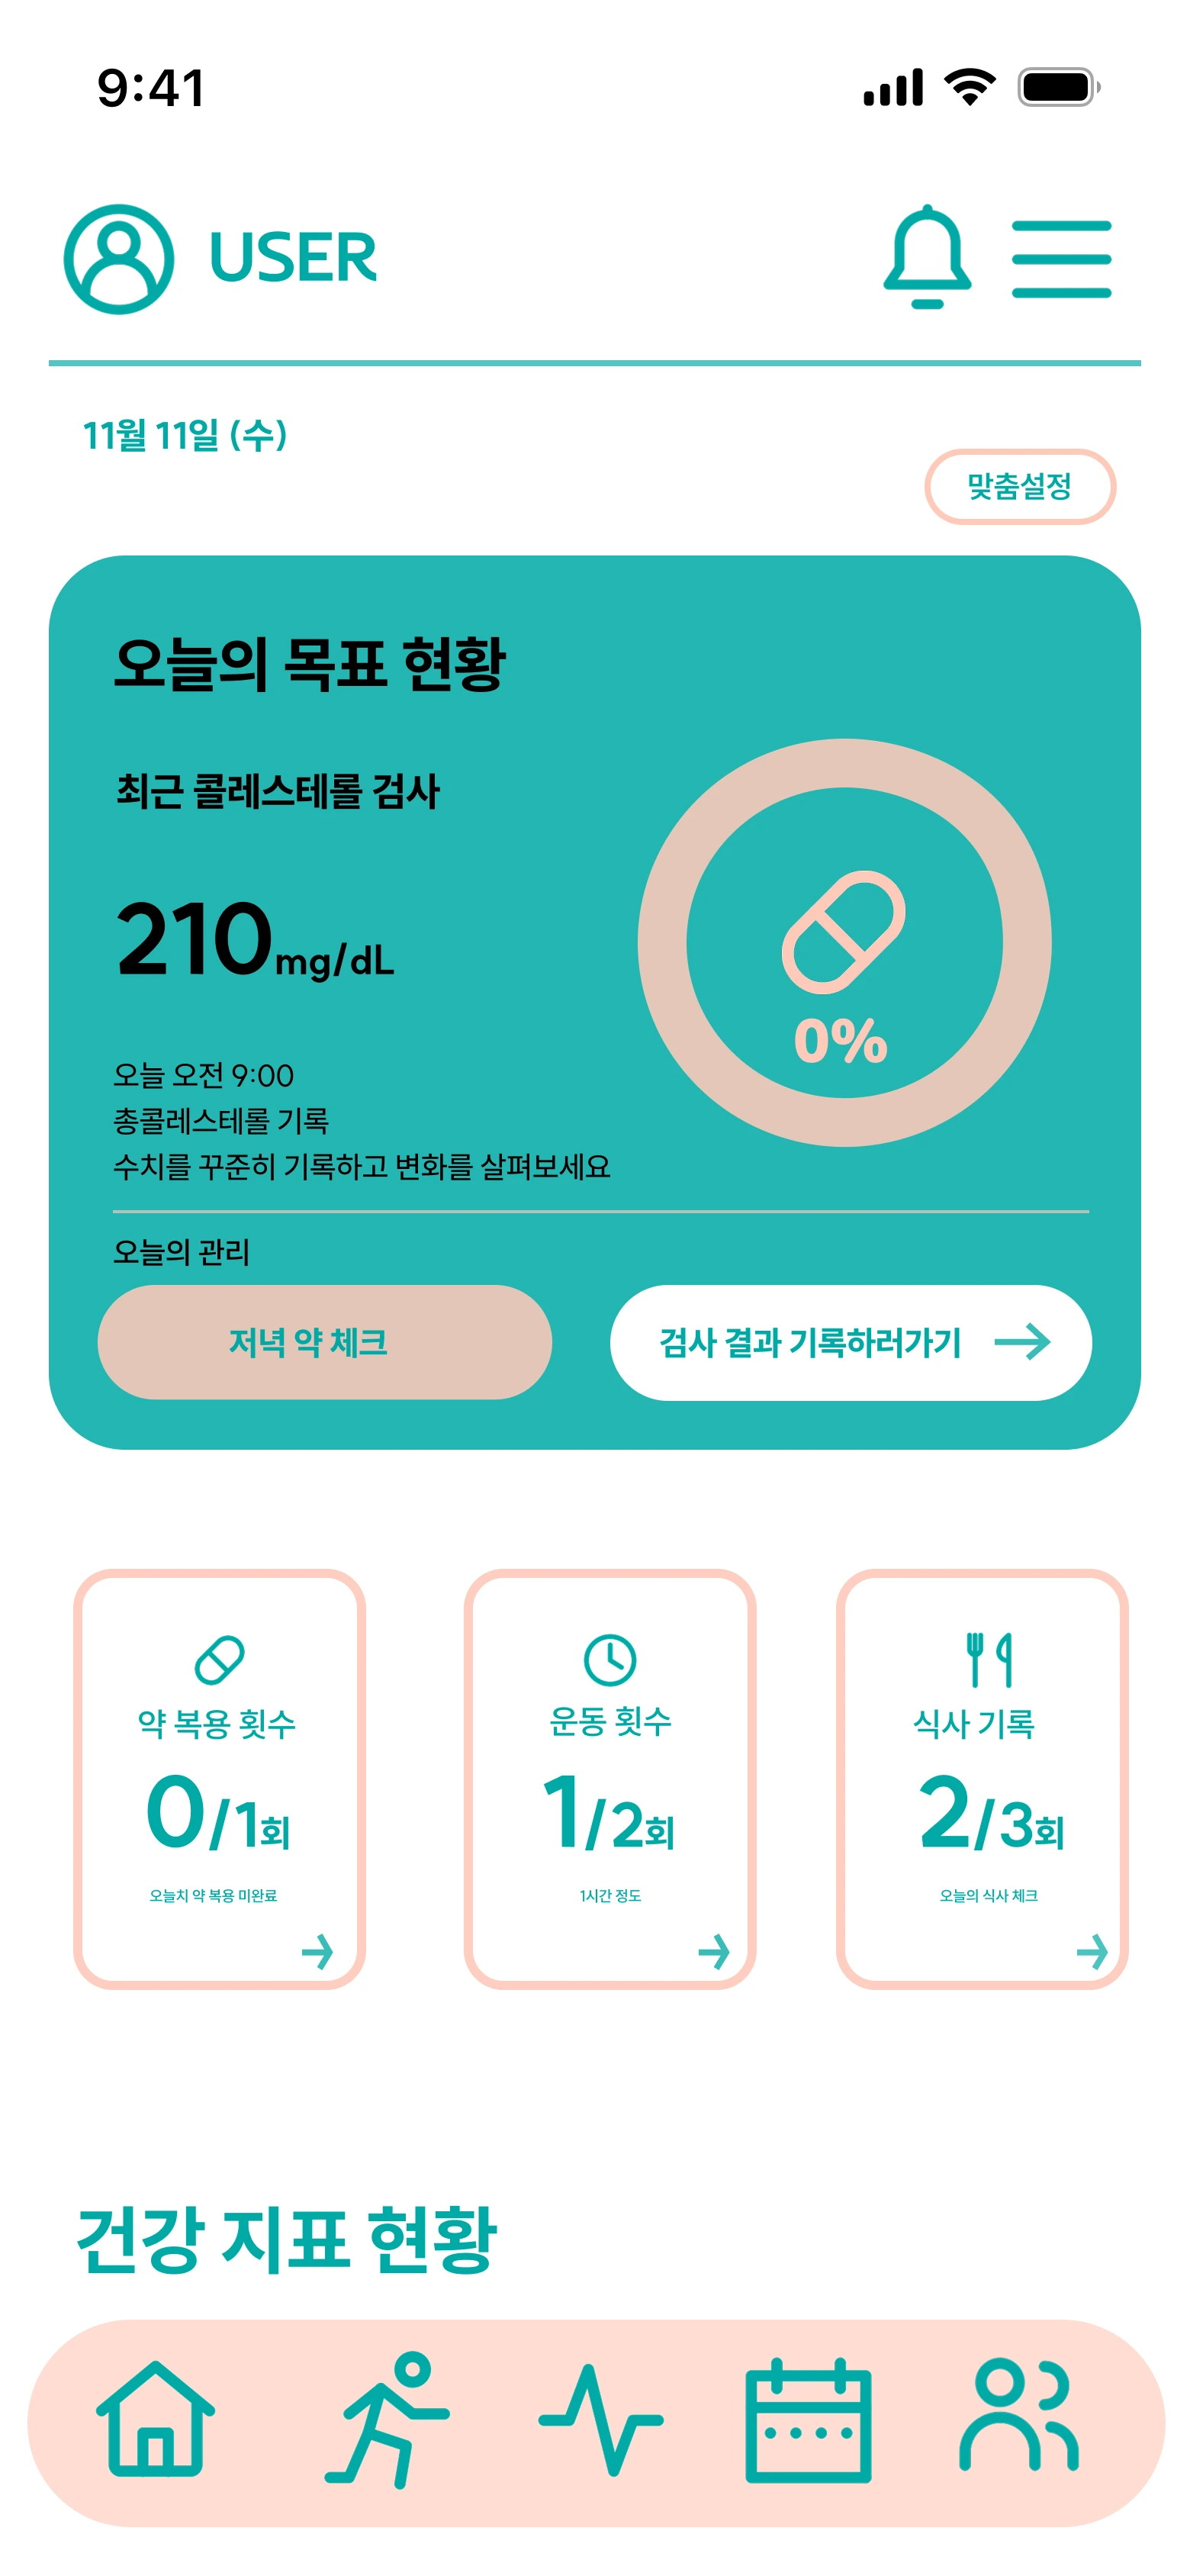 9:41
USER
11월 11일 (수)
맞춤설정
오늘의 목표 현황
최근 콜레스테롤 검사
210mg/dL
0%
오늘 오전 9:00
총콜레스테롤 기록
수치를 꾸준히 기록하고 변화를 살펴보세요
오늘의 관리
저녁 약 체크
검사 결과 기록하러가기
약 복용 횟수
0/1회
오늘치 약 복용 미완료
운동 횟수
1/2회
1시간 정도
식사 기록
2/3회
오늘의 식사 체크
건강 지표 현황